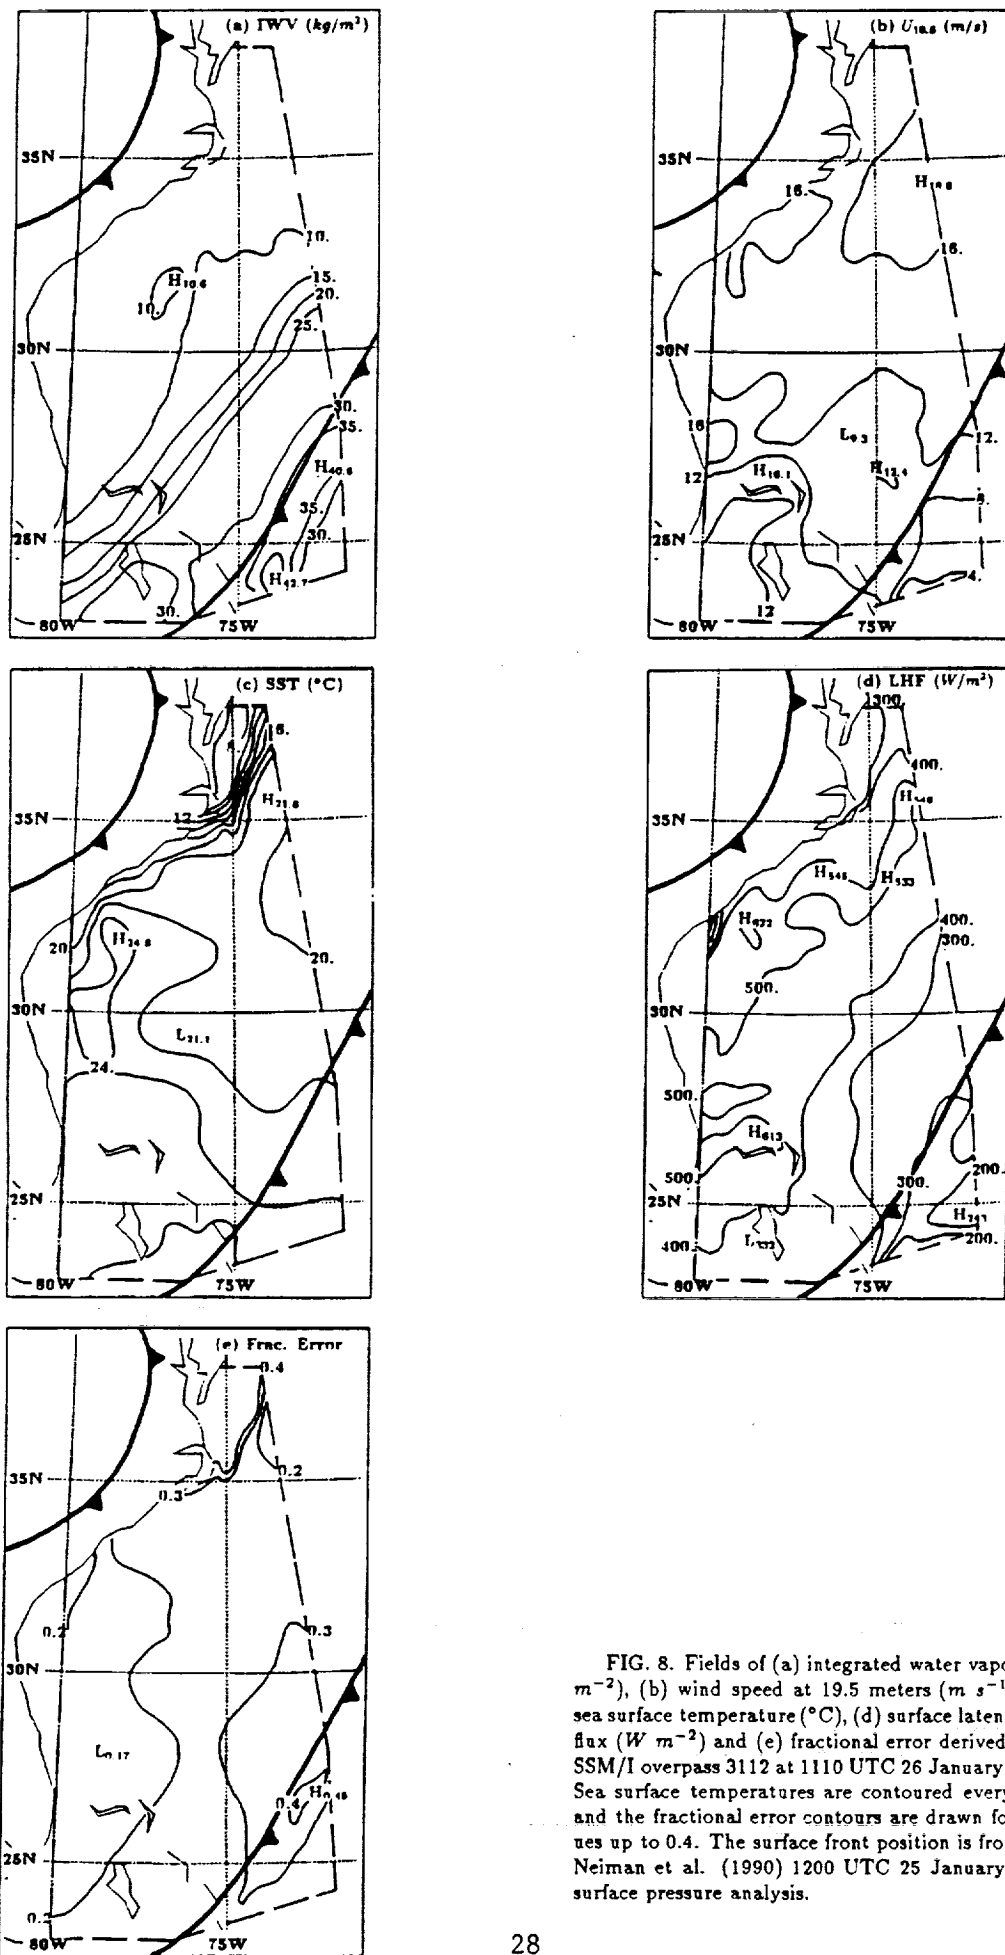 (a) IWV (kg/m²)
35N
10.
H10.6
15.
10.
20.
25.
30N
30.
35.
H40.6
35.
25N
30.
H42.7
30.
80W
75W
(b) U19.5 (m/s)
35N
16.
16.
30N
16
L9.3
12.
12
H16.1
H12.4
25N
4.
12
80W
75W
(c) SST (°C)
8.
H21.8
12
35N
20.
H24.8
20.
30N
L21.1
24.
25N
80W
75W
(d) LHF (W/m²)
300.
400.
35N
H545
H533
H622
400.
300.
500.
30N
500.
H613
500.
200.
300.
25N
400.
200.
80W
75W
(e) Frac. Error
0.4
0.2
35N
0.3
0.2
0.3
30N
L0.17
0.4
25N
80W
75W
FIG. 8. Fields of (a) integrated water vapo
m⁻²), (b) wind speed at 19.5 meters (m s⁻¹
sea surface temperature (°C), (d) surface laten
flux (W m⁻²) and (e) fractional error derived
SSM/I overpass 3112 at 1110 UTC 26 January
Sea surface temperatures are contoured every
and the fractional error contours are drawn fo
ues up to 0.4. The surface front position is fro
Neiman et al. (1990) 1200 UTC 25 January
surface pressure analysis.
28